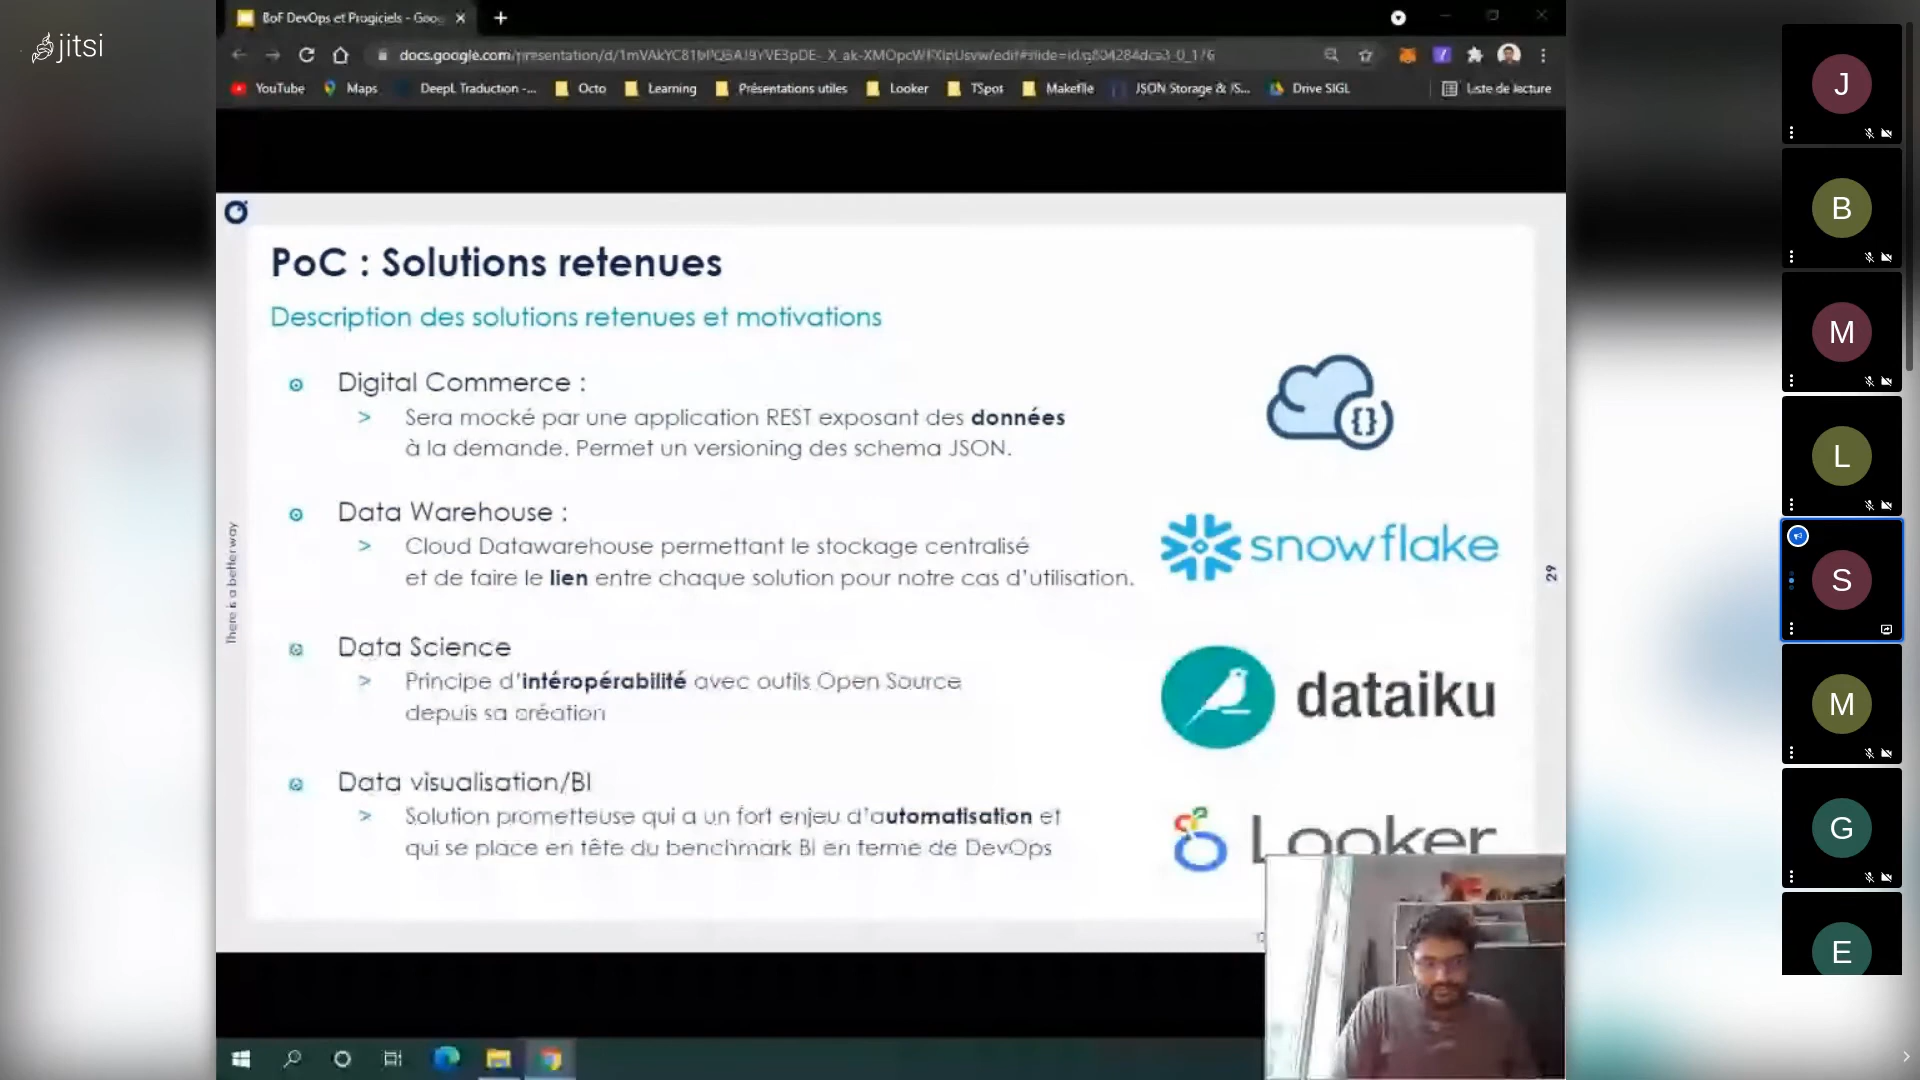 jitsi
BoF DevOps et Progiciels - Goo
docs.google.com
YouTube
Maps
DeepL Traduction -...
Octo
Learning
Présentations utiles
Looker
TSpot
Makefile
JSON Storage & JS...
Drive SIGL
Liste de lecture
PoC : Solutions retenues
Description des solutions retenues et motivations
Digital Commerce :
> Sera mocké par une application REST exposant des données
à la demande. Permet un versioning des schema JSON.
{}
Data Warehouse :
> Cloud Datawarehouse permettant le stockage centralisé
et de faire le lien entre chaque solution pour notre cas d'utilisation.
snowflake
Data Science
> Principe d'intéropérabilité avec outils Open Source
depuis sa création
dataiku
Data visualisation/BI
> Solution prometteuse qui a un fort enjeu d'automatisation et
qui se place en tête du benchmark BI en terme de DevOps
Looker
There is a better way
29
J
B
M
L
S
M
G
E